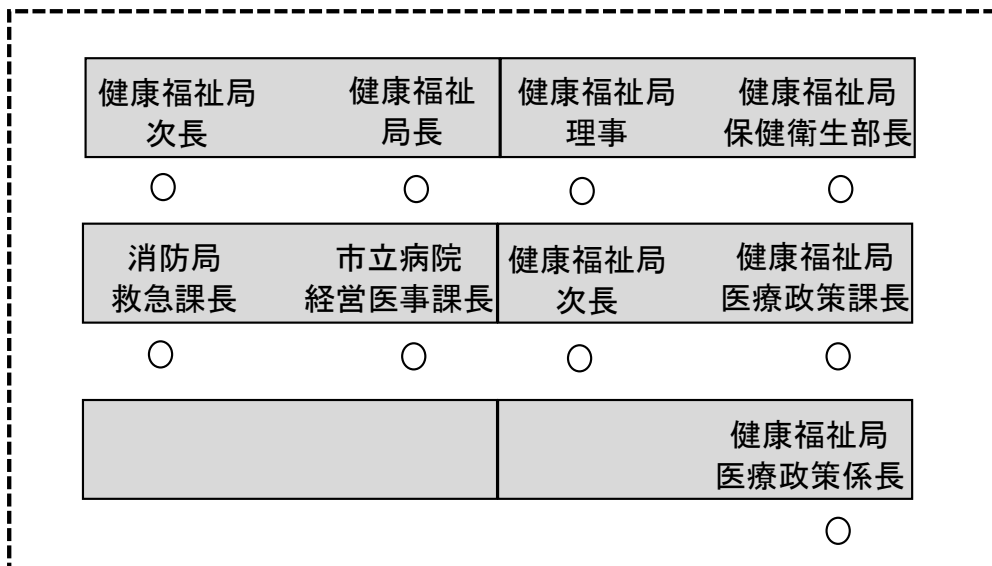 健康福祉局
次長
健康福祉
局長
健康福祉局
理事
健康福祉局
保健衛生部長
消防局
救急課長
市立病院
経営医事課長
健康福祉局
次長
健康福祉局
医療政策課長
健康福祉局
医療政策係長